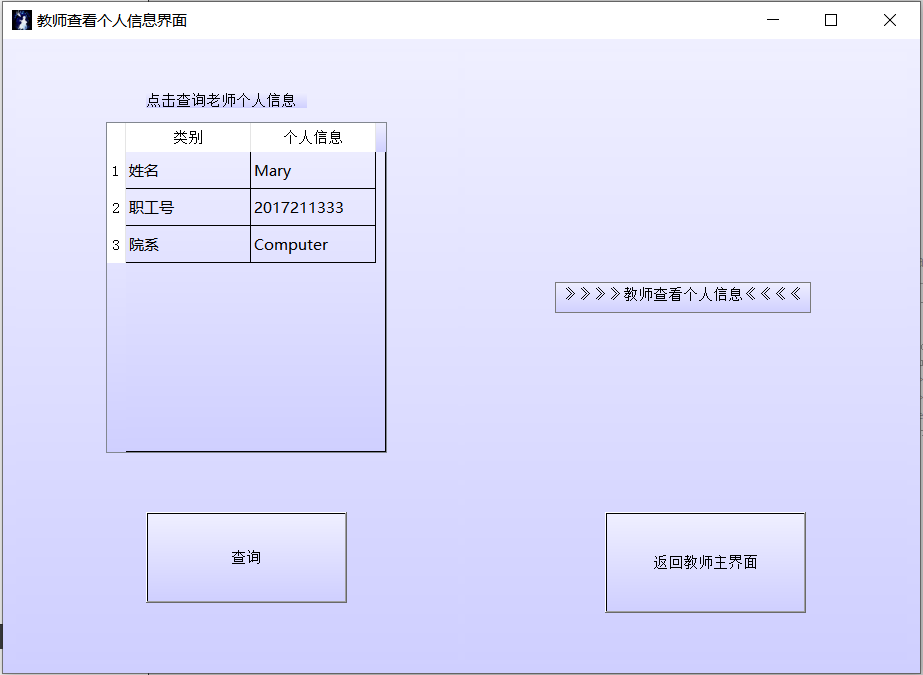 教师查看个人信息界面
点击查询老师个人信息
类别 个人信息
1 姓名 Mary
2 职工号 2017211333
3 院系 Computer
》》》》教师查看个人信息《《《《
查询
返回教师主界面